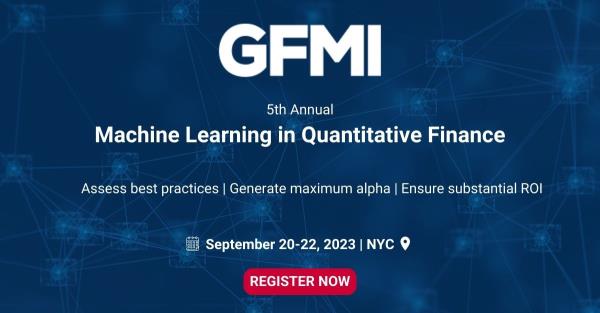 GFMI
5th Annual
Machine Learning in Quantitative Finance
Assess best practices | Generate maximum alpha | Ensure substantial ROI
September 20-22, 2023 | NYC
REGISTER NOW